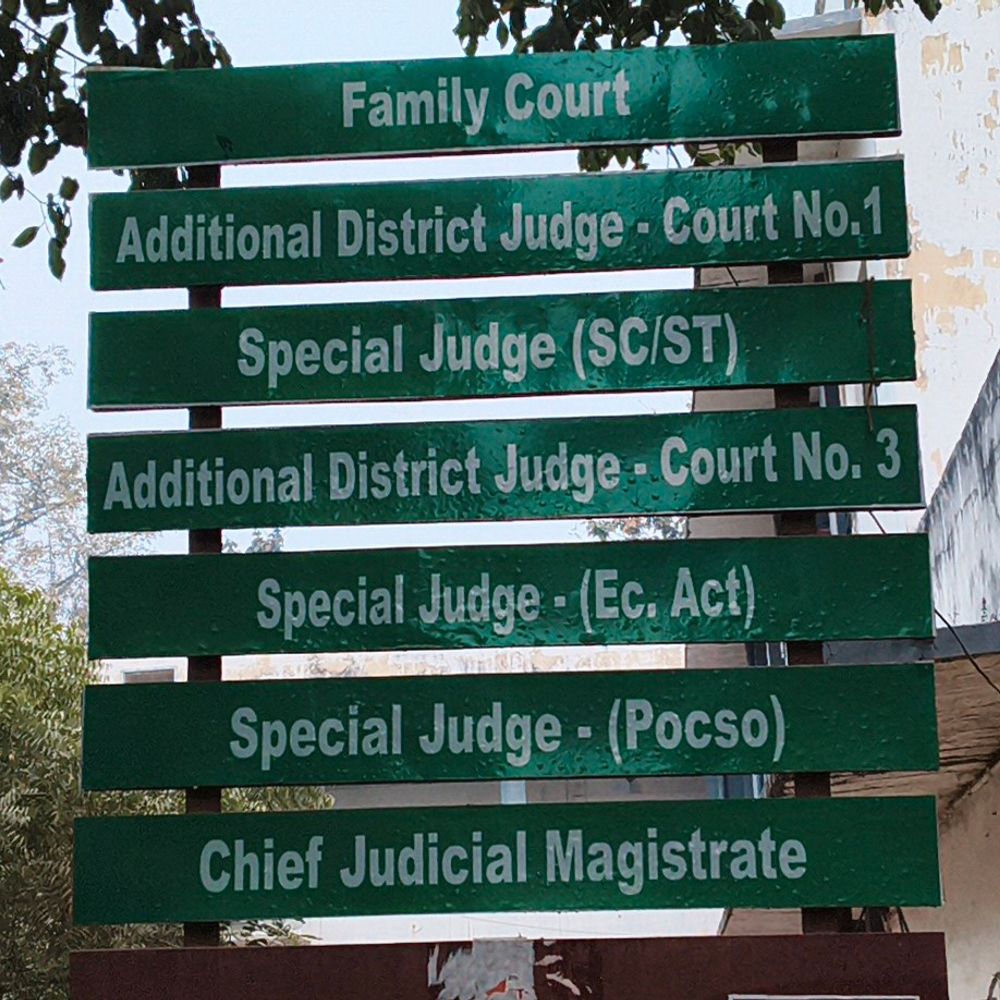 Family Court
Additional District Judge - Court No.1
Special Judge (SC/ST)
Additional District Judge - Court No. 3
Special Judge - (Ec. Act)
Special Judge - (Pocso)
Chief Judicial Magistrate